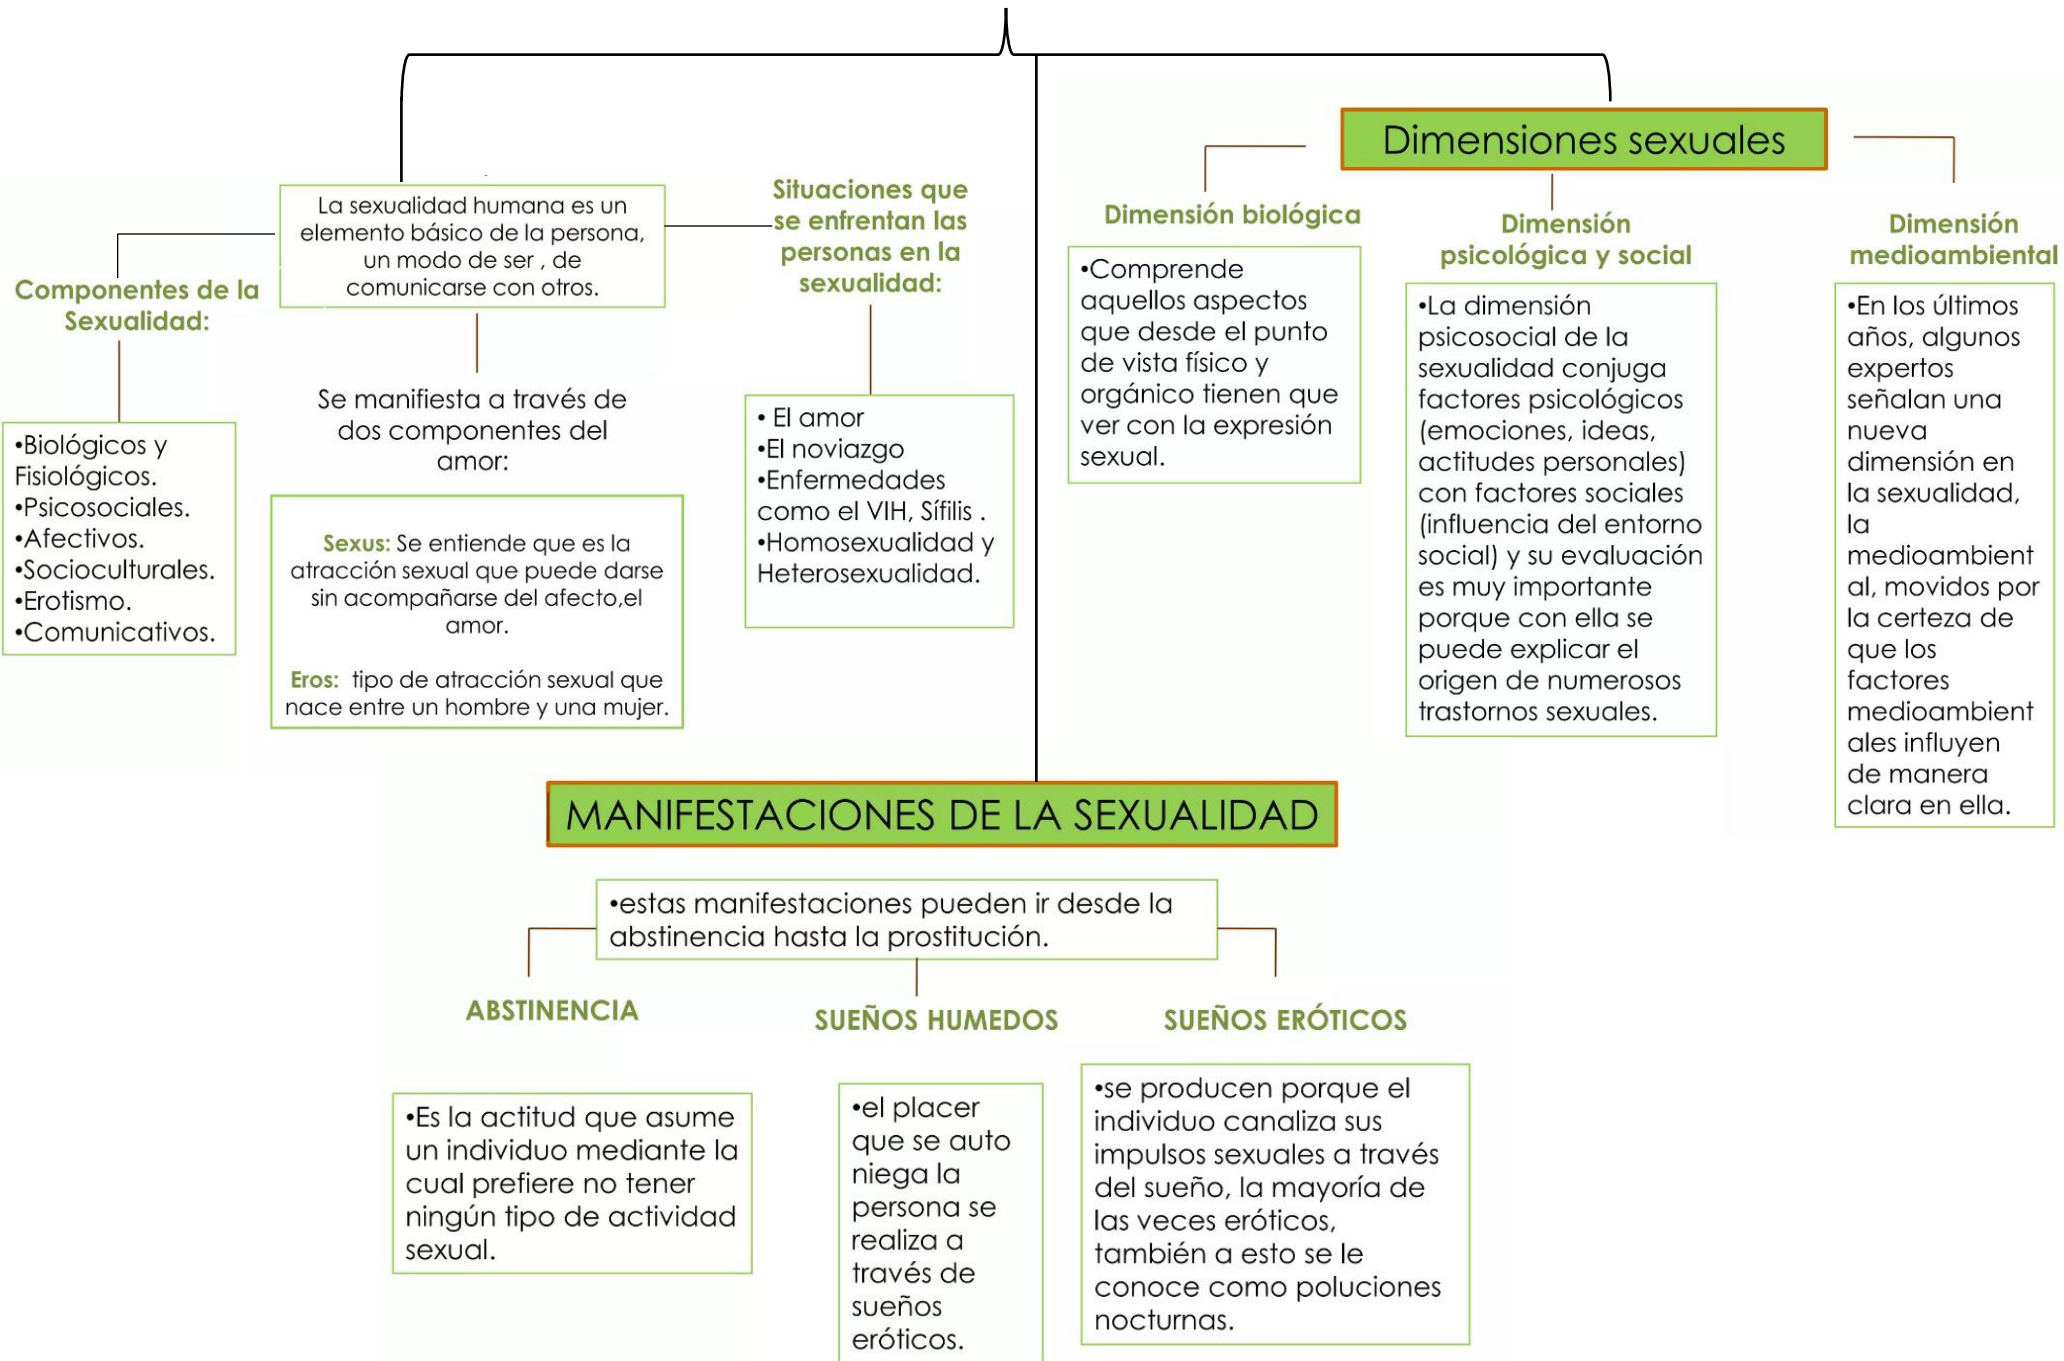 La sexualidad humana es un
elemento básico de la persona,
un modo de ser , de
comunicarse con otros.
Componentes de la
Sexualidad:
•Biológicos y
Fisiológicos.
•Psicosociales.
•Afectivos.
•Socioculturales.
•Erotismo.
•Comunicativos.
Se manifiesta a través de
dos componentes del
amor:
Sexus: Se entiende que es la
atracción sexual que puede darse
sin acompañarse del afecto,el
amor.
Eros: tipo de atracción sexual que
nace entre un hombre y una mujer.
Situaciones que
se enfrentan las
personas en la
sexualidad:
• El amor
•El noviazgo
•Enfermedades
como el VIH, Sífilis .
•Homosexualidad y
Heterosexualidad.
Dimensiones sexuales
Dimensión biológica
•Comprende
aquellos aspectos
que desde el punto
de vista físico y
orgánico tienen que
ver con la expresión
sexual.
Dimensión
psicológica y social
•La dimensión
psicosocial de la
sexualidad conjuga
factores psicológicos
(emociones, ideas,
actitudes personales)
con factores sociales
(influencia del entorno
social) y su evaluación
es muy importante
porque con ella se
puede explicar el
origen de numerosos
trastornos sexuales.
Dimensión
medioambiental
•En los últimos
años, algunos
expertos
señalan una
nueva
dimensión en
la sexualidad,
la
medioambient
al, movidos por
la certeza de
que los
factores
medioambient
ales influyen
de manera
clara en ella.
MANIFESTACIONES DE LA SEXUALIDAD
•estas manifestaciones pueden ir desde la
abstinencia hasta la prostitución.
ABSTINENCIA
•Es la actitud que asume
un individuo mediante la
cual prefiere no tener
ningún tipo de actividad
sexual.
SUEÑOS HUMEDOS
•el placer
que se auto
niega la
persona se
realiza a
través de
sueños
eróticos.
SUEÑOS ERÓTICOS
•se producen porque el
individuo canaliza sus
impulsos sexuales a través
del sueño, la mayoría de
las veces eróticos,
también a esto se le
conoce como poluciones
nocturnas.